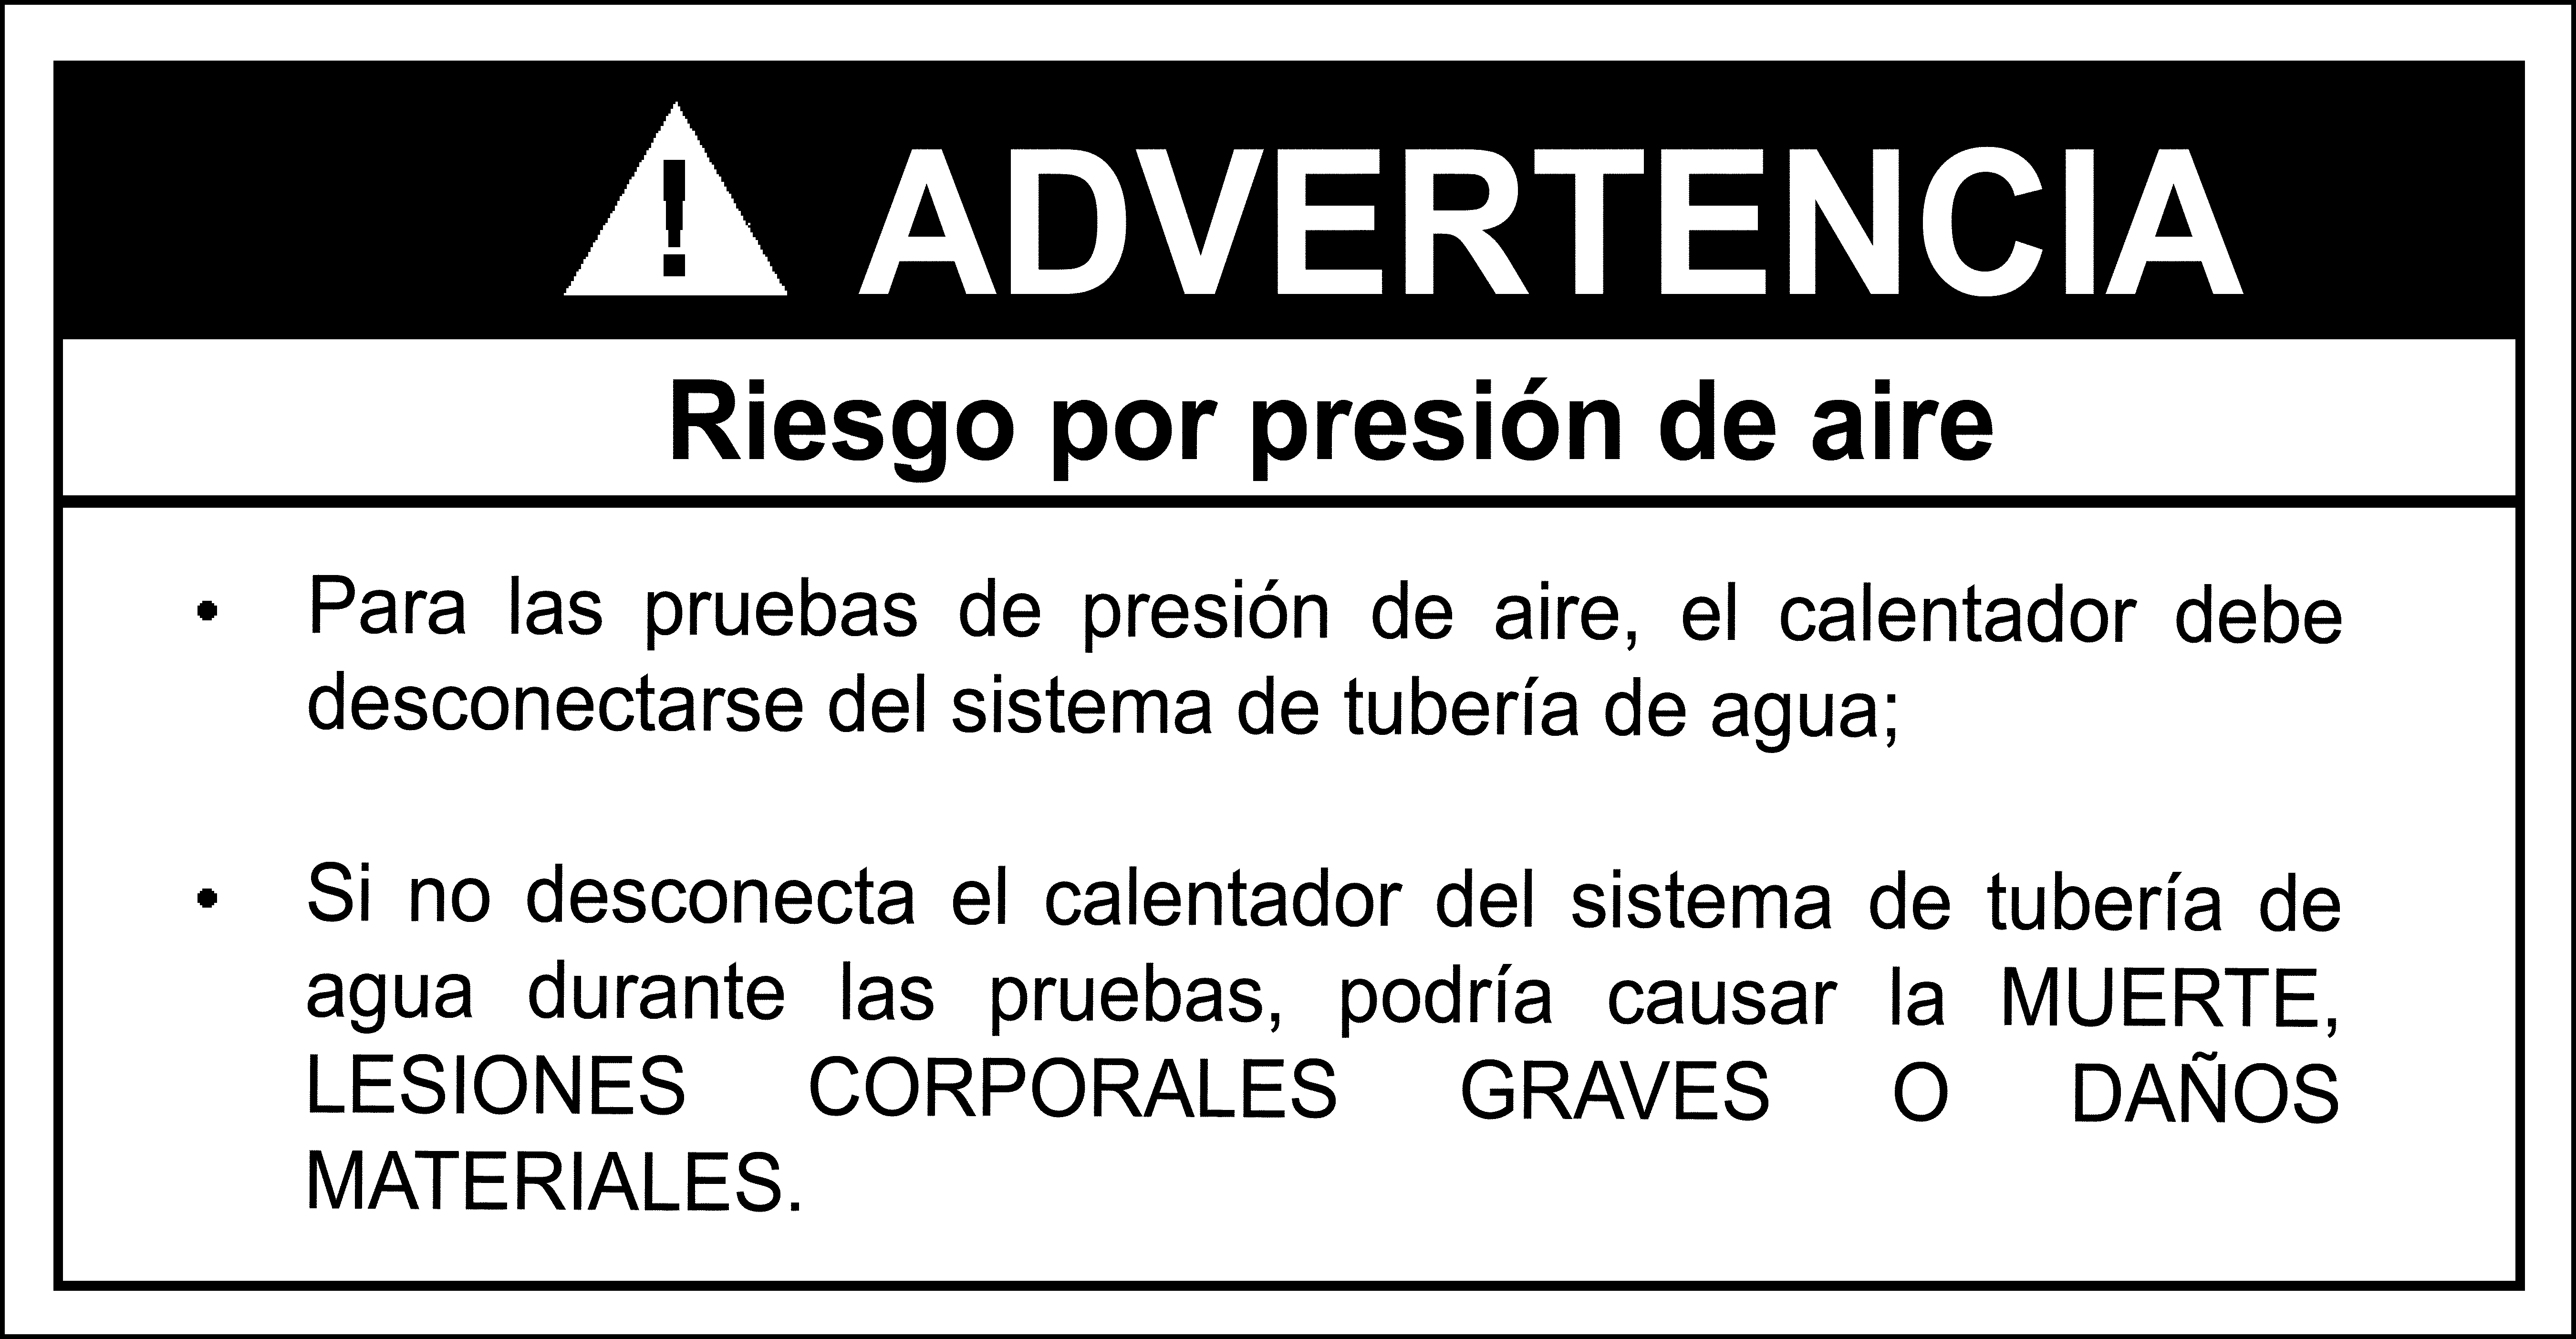 ! ADVERTENCIA
Riesgo por presión de aire
• Para las pruebas de presión de aire, el calentador debe
desconectarse del sistema de tubería de agua;
• Si no desconecta el calentador del sistema de tubería de
agua durante las pruebas, podría causar la MUERTE,
LESIONES CORPORALES GRAVES O DAÑOS
MATERIALES.